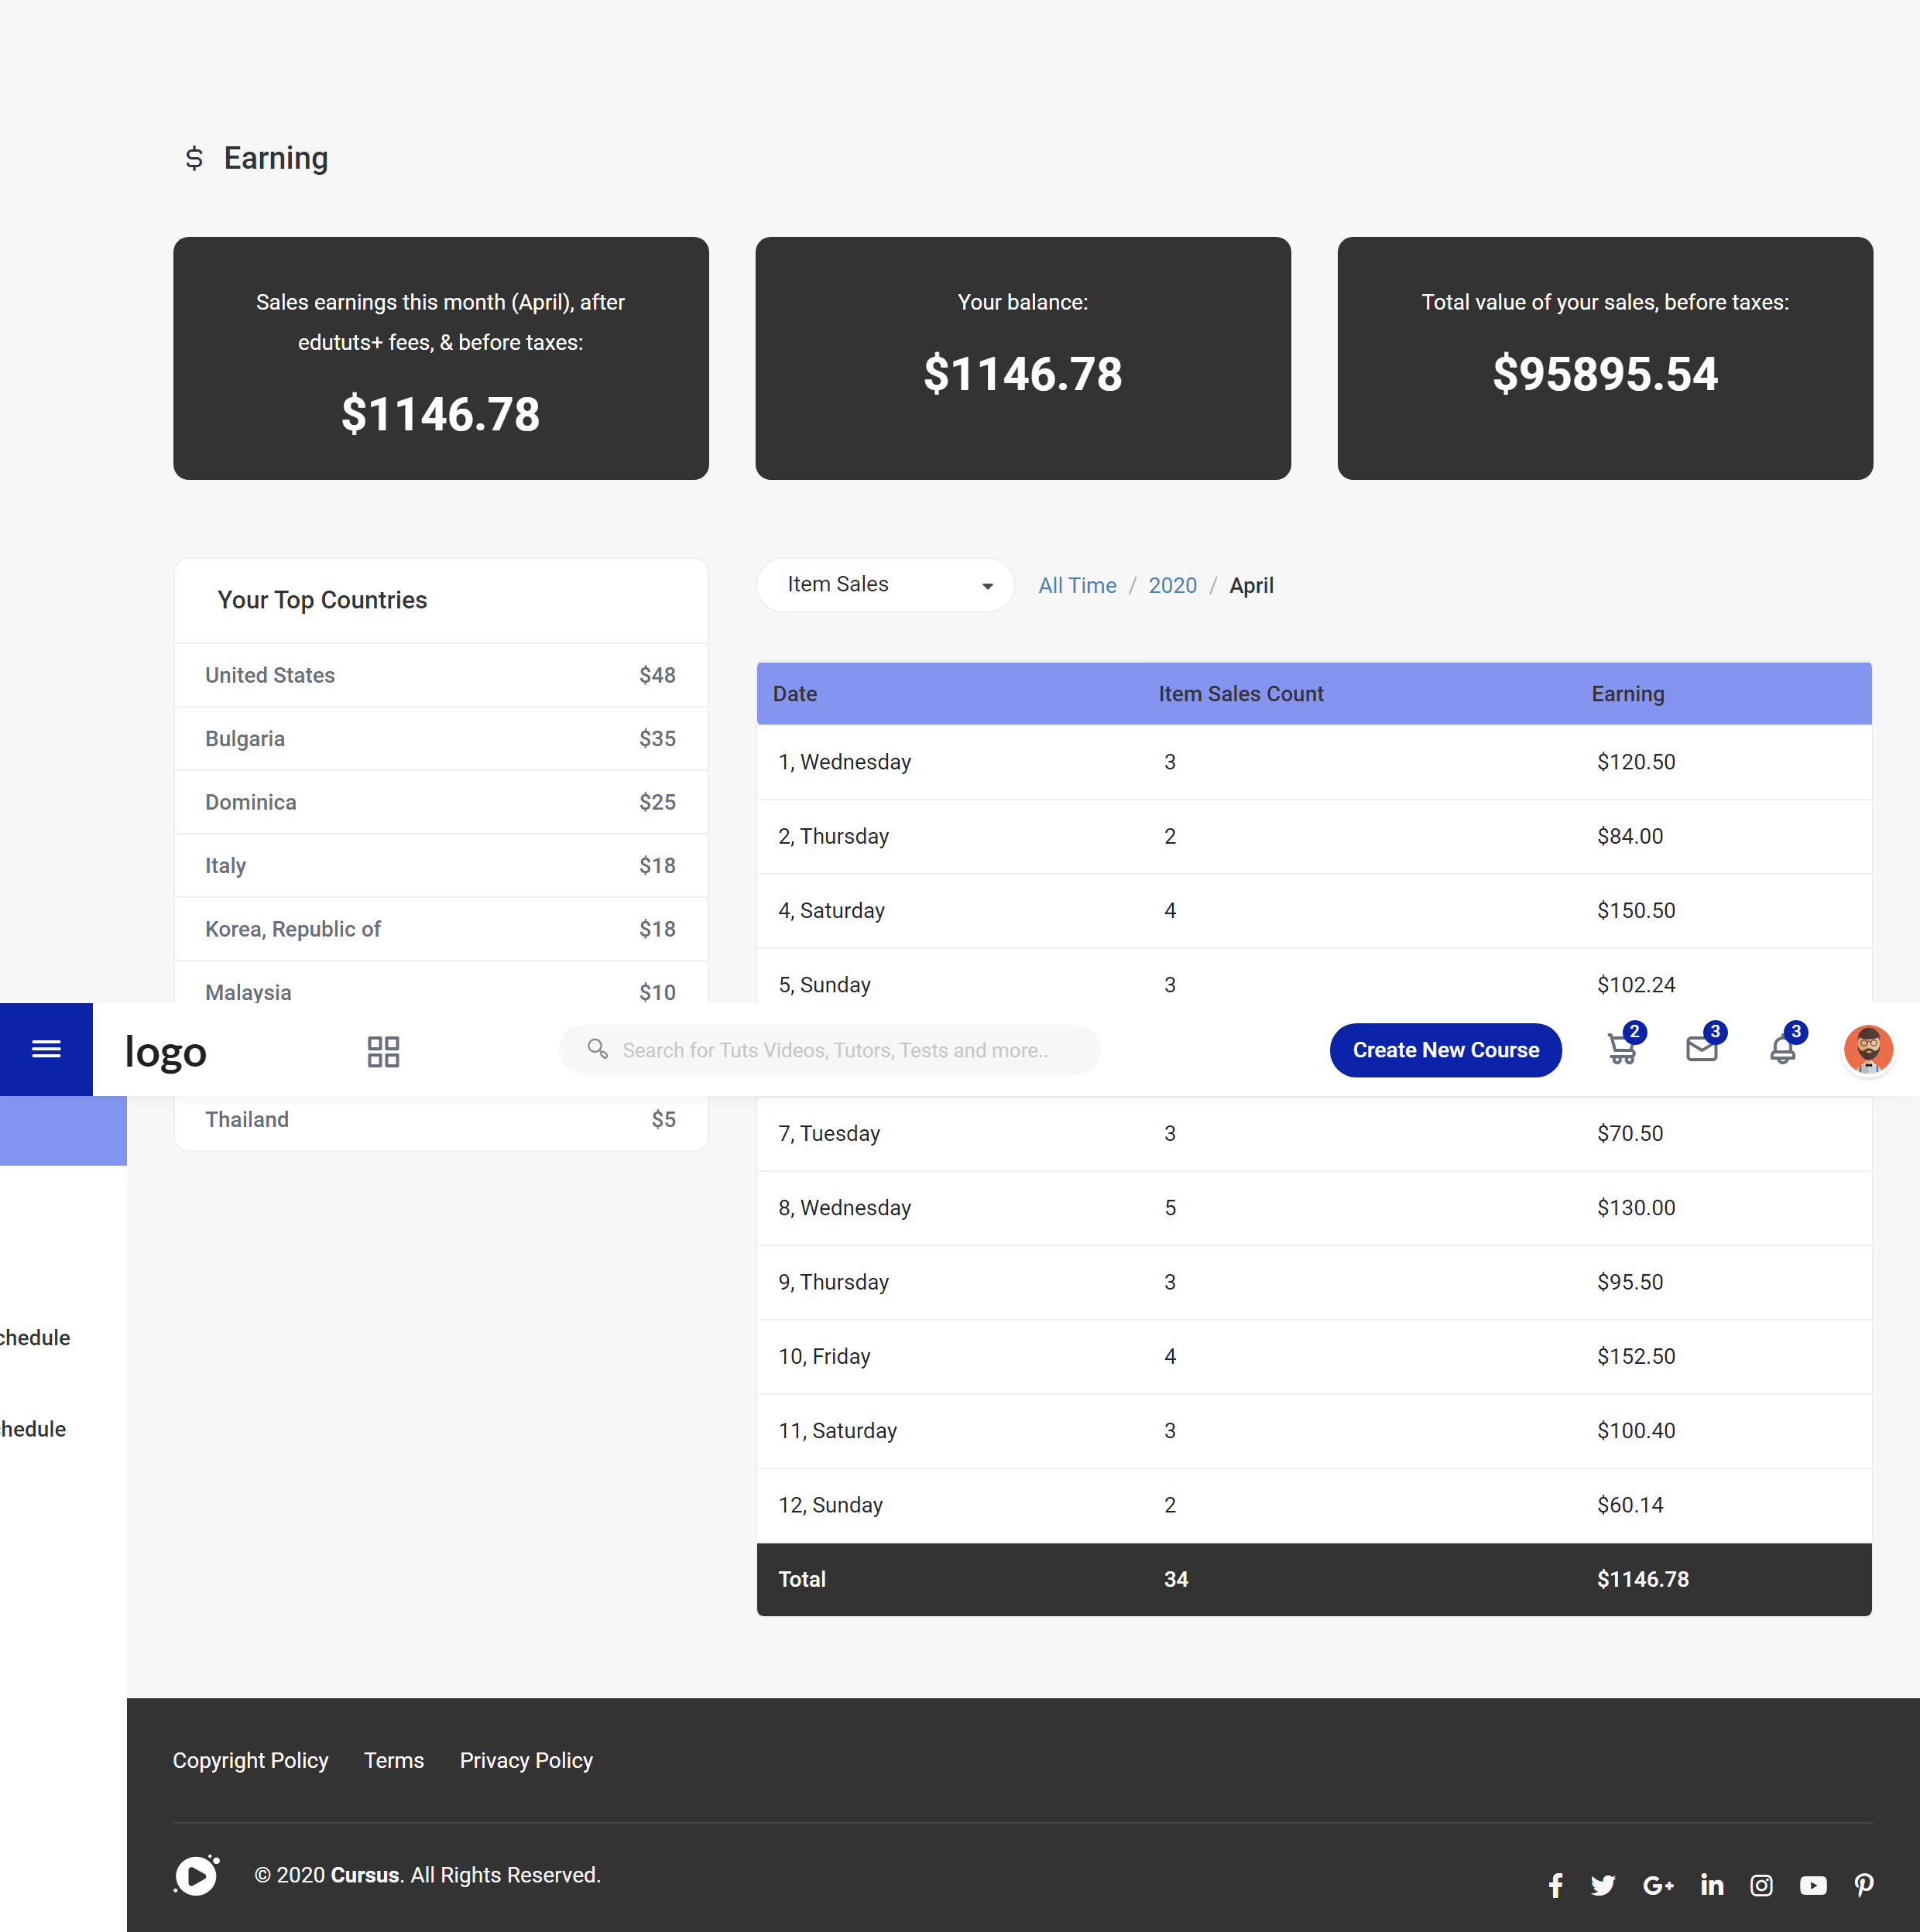 Earning
Sales earnings this month (April), after
edututs+ fees, & before taxes:
$1146.78
Your balance:
$1146.78
Total value of your sales, before taxes:
$95895.54
Your Top Countries
United States $48
Bulgaria $35
Dominica $25
Italy $18
Korea, Republic of $18
Malaysia $10
Item Sales
All Time / 2020 / April
Date Item Sales Count Earning
1, Wednesday 3 $120.50
2, Thursday 2 $84.00
4, Saturday 4 $150.50
5, Sunday 3 $102.24
logo
Search for Tuts Videos, Tutors, Tests and more..
Create New Course
2
3
3
Thailand $5
7, Tuesday 3 $70.50
8, Wednesday 5 $130.00
9, Thursday 3 $95.50
10, Friday 4 $152.50
11, Saturday 3 $100.40
12, Sunday 2 $60.14
Total 34 $1146.78
chedule
hedule
Copyright Policy Terms Privacy Policy
© 2020 Cursus. All Rights Reserved.